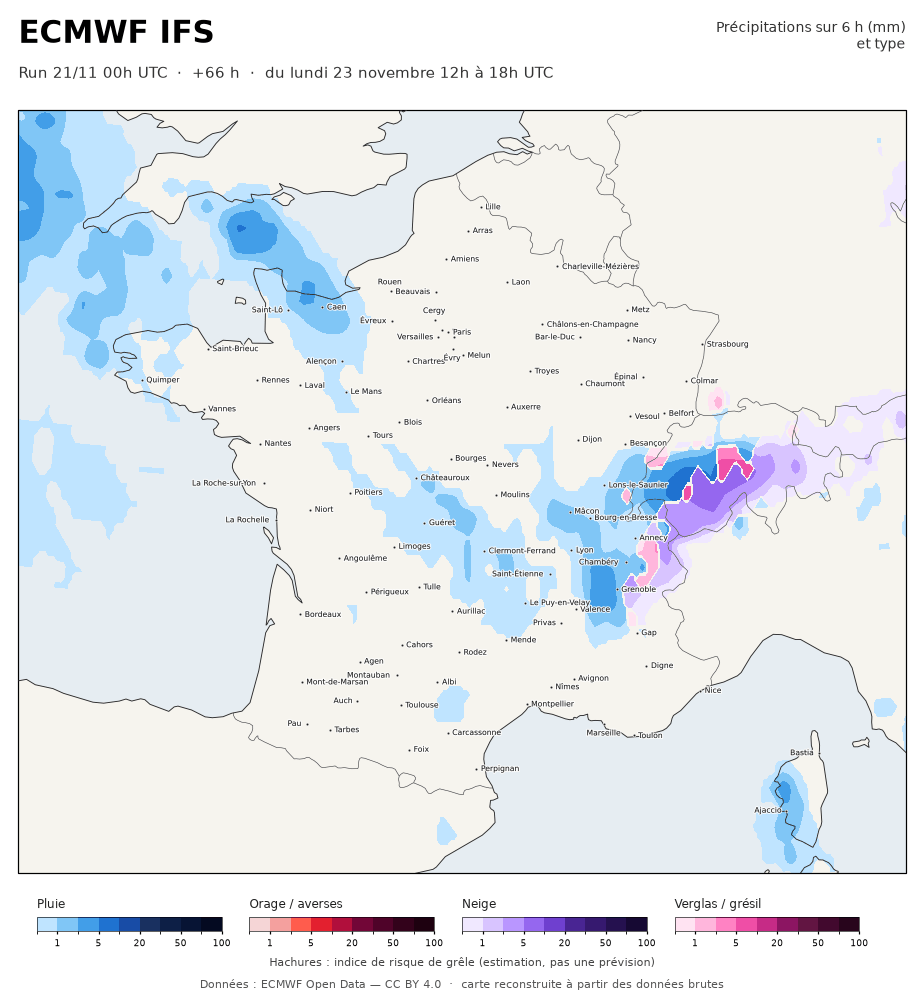 ECMWF IFS
Précipitations sur 6 h (mm)
et type
Run 21/11 00h UTC · +66 h · du lundi 23 novembre 12h à 18h UTC
Lille
Arras
Amiens
Charleville-Mézières
Rouen
Beauvais
Laon
Saint-Lô
Caen
Cergy
Metz
Évreux
Châlons-en-Champagne
Versailles
Paris
Bar-le-Duc
Nancy
Strasbourg
Saint-Brieuc
Alençon
Chartres
Évry
Melun
Troyes
Quimper
Rennes
Laval
Le Mans
Chaumont
Épinal
Colmar
Vannes
Orléans
Auxerre
Vesoul
Belfort
Angers
Blois
Tours
Nantes
Dijon
Besançon
Bourges
Nevers
La Roche-sur-Yon
Châteauroux
Lons-le-Saunier
Poitiers
Moulins
Niort
Mâcon
Bourg-en-Bresse
La Rochelle
Guéret
Annecy
Limoges
Clermont-Ferrand
Lyon
Angoulême
Chambéry
Saint-Étienne
Périgueux
Tulle
Grenoble
Bordeaux
Aurillac
Le Puy-en-Velay
Valence
Privas
Gap
Mende
Cahors
Rodez
Agen
Digne
Montauban
Mont-de-Marsan
Albi
Avignon
Nîmes
Nice
Auch
Toulouse
Montpellier
Pau
Tarbes
Carcassonne
Marseille
Toulon
Foix
Bastia
Perpignan
Ajaccio
Pluie
Orage / averses
Neige
Verglas / grésil
1 5 20 50 100
1 5 20 50 100
1 5 20 50 100
1 5 20 50 100
Hachures : indice de risque de grêle (estimation, pas une prévision)
Données : ECMWF Open Data — CC BY 4.0 · carte reconstruite à partir des données brutes